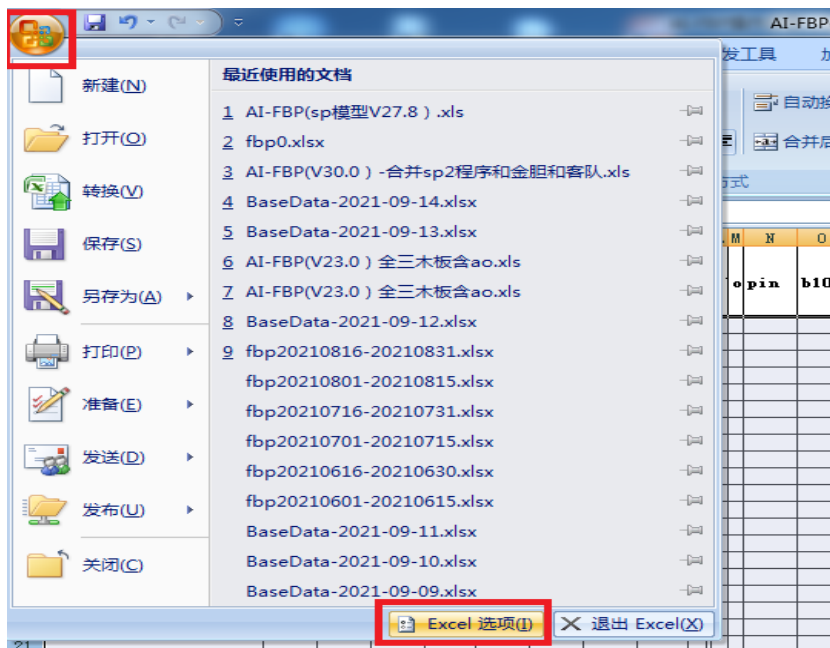 AI-FBP
发工具
新建(N)
打开(O)
转换(V)
保存(S)
另存为(A)
打印(P)
准备(E)
发送(D)
发布(U)
关闭(C)
最近使用的文档
1 AI-FBP(sp模型V27.8）.xls
2 fbp0.xlsx
3 AI-FBP(V30.0）-合并sp2程序和金胆和客队.xls
4 BaseData-2021-09-14.xlsx
5 BaseData-2021-09-13.xlsx
6 AI-FBP(V23.0）全三木板含ao.xls
7 AI-FBP(V23.0）全三木板含ao.xls
8 BaseData-2021-09-12.xlsx
9 fbp20210816-20210831.xlsx
fbp20210801-20210815.xlsx
fbp20210716-20210731.xlsx
fbp20210701-20210715.xlsx
fbp20210616-20210630.xlsx
fbp20210601-20210615.xlsx
BaseData-2021-09-11.xlsx
BaseData-2021-09-10.xlsx
BaseData-2021-09-09.xlsx
Excel 选项(I)
退出 Excel(X)
自动换
合并后
方式
M N O
o pin b10
21